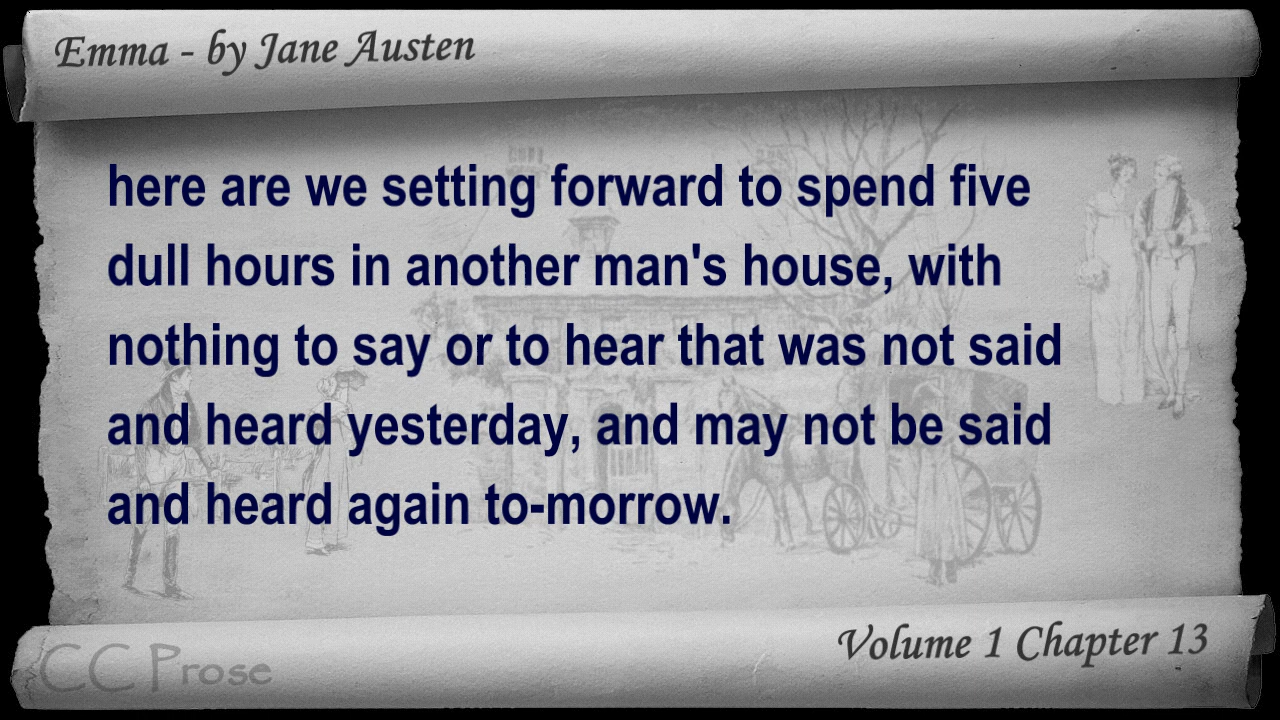 Emma - by Jane Austen
here are we setting forward to spend five
dull hours in another man's house, with
nothing to say or to hear that was not said
and heard yesterday, and may not be said
and heard again to-morrow.
Volume 1 Chapter 13
CC Prose